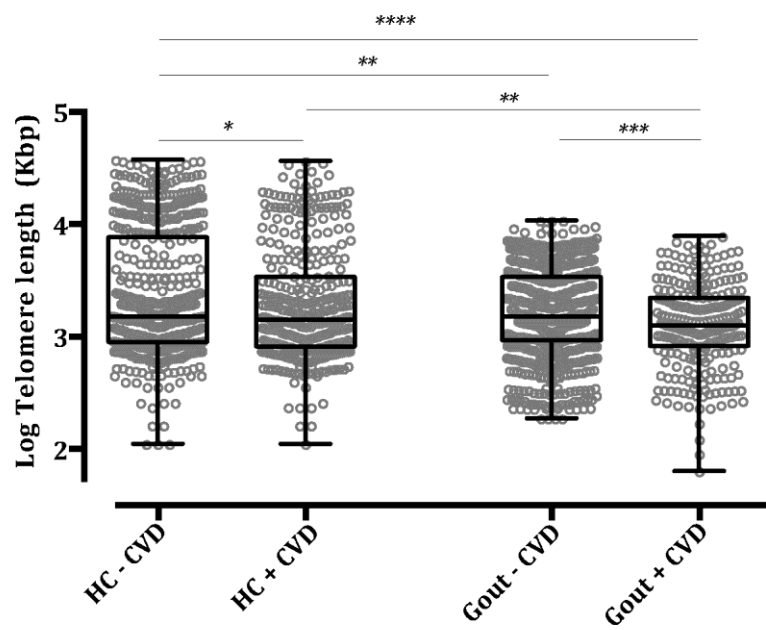 ****
**
**
*
***
Log Telomere length (Kbp)
5
4
3
2
HC - CVD
HC + CVD
Gout - CVD
Gout + CVD